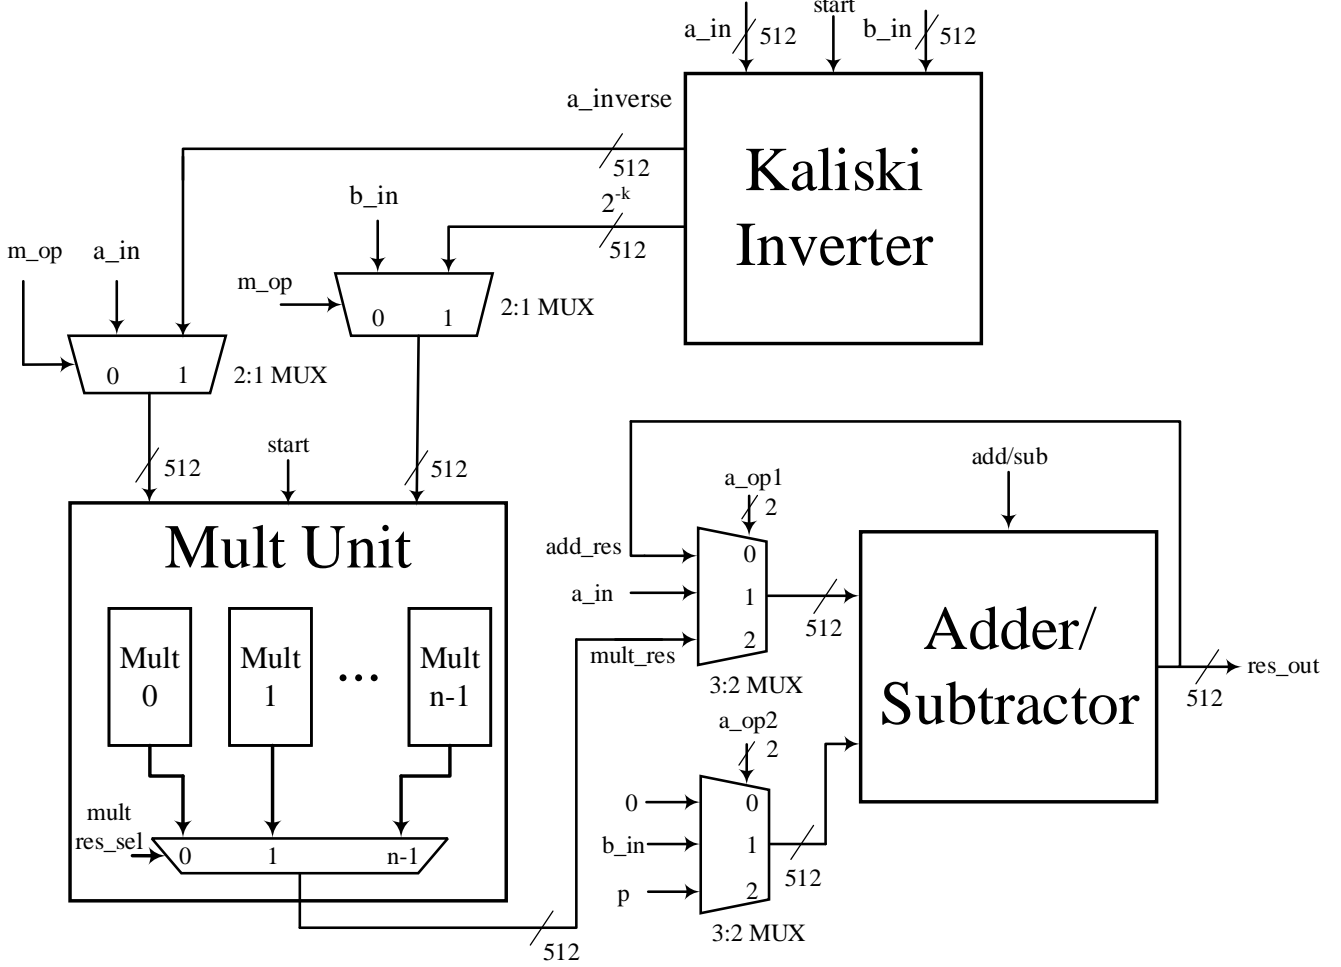 start
a_in
512
b_in
512
a_inverse
Kaliski
Inverter
512
2^-k
512
b_in
m_op
a_in
m_op
0
1
2:1 MUX
0
1
2:1 MUX
512
start
512
Mult Unit
Mult
0
Mult
1
...
Mult
n-1
mult
res_sel
0
1
n-1
512
a_op1
2
add_res
0
a_in
1
mult_res
2
3:2 MUX
512
add/sub
Adder/
Subtractor
res_out
512
a_op2
2
0
0
b_in
1
p
2
512
3:2 MUX